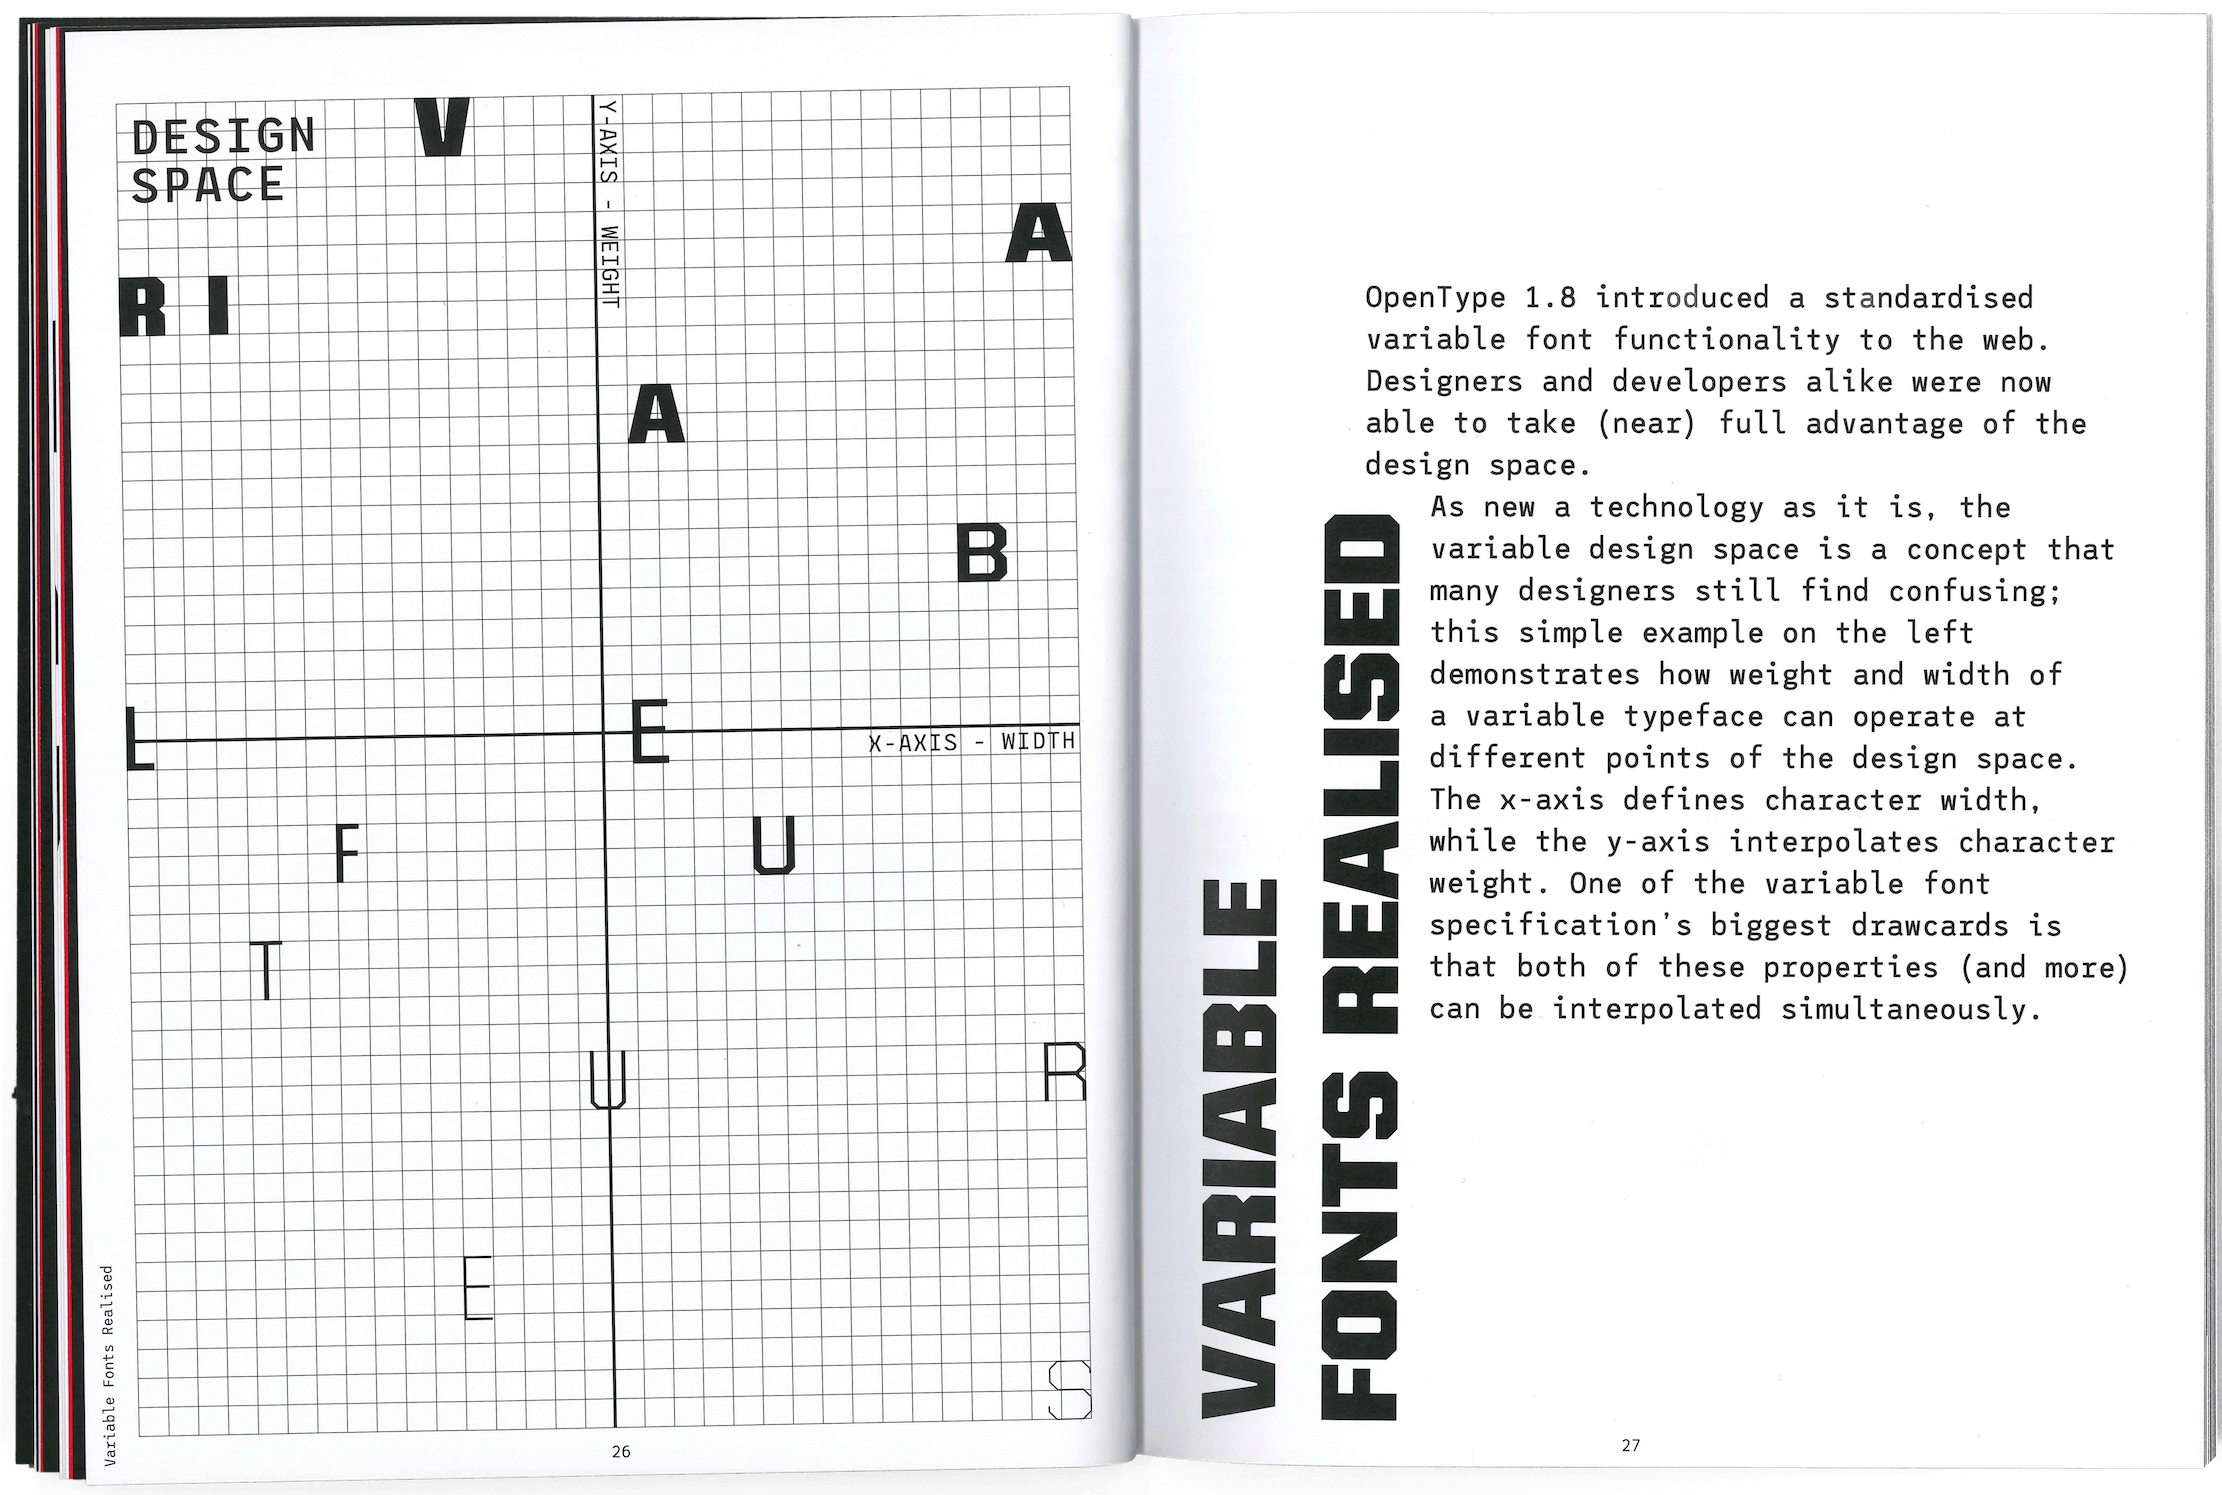 DESIGN
SPACE
V
Y-AXIS - WEIGHT
A
R I
A
B
L
E
X-AXIS - WIDTH
F
U
T
U
R
E
S
Variable Fonts Realised
26
OpenType 1.8 introduced a standardised
variable font functionality to the web.
Designers and developers alike were now
able to take (near) full advantage of the
design space.
As new a technology as it is, the
variable design space is a concept that
many designers still find confusing;
this simple example on the left
demonstrates how weight and width of
a variable typeface can operate at
different points of the design space.
The x-axis defines character width,
while the y-axis interpolates character
weight. One of the variable font
specification's biggest drawcards is
that both of these properties (and more)
can be interpolated simultaneously.
VARIABLE
FONTS REALISED
27